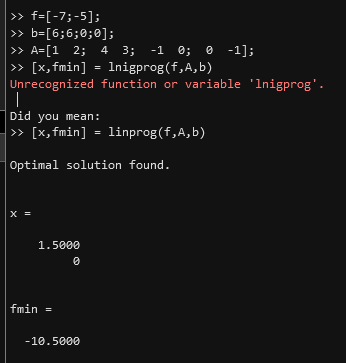 >> f=[-7;-5];
>> b=[6;6;0;0];
>> A=[1  2;  4  3;  -1  0;  0  -1];
>> [x,fmin] = lnigprog(f,A,b)
Unrecognized function or variable 'lnigprog'.
Did you mean:
>> [x,fmin] = linprog(f,A,b)
Optimal solution found.
x =
1.5000
0
fmin =
-10.5000